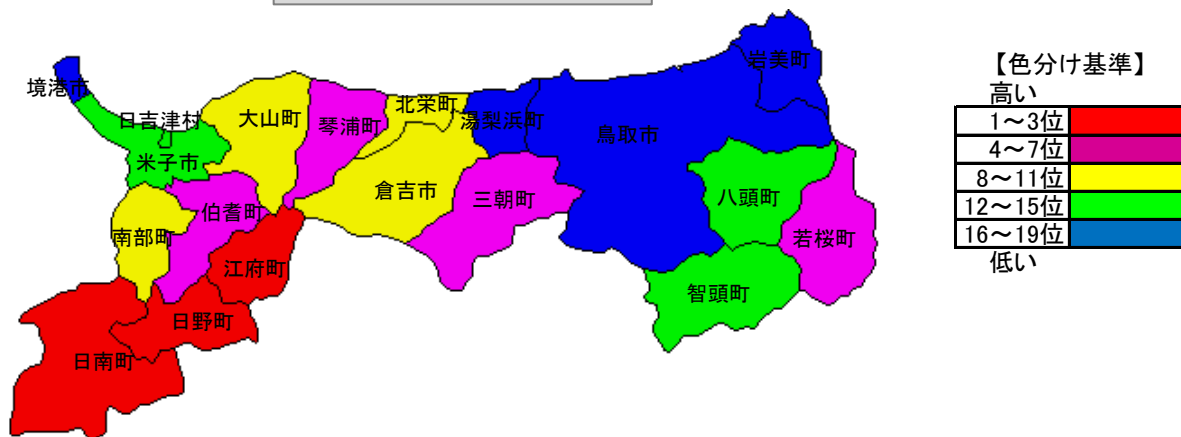 境港市
日吉津村
米子市
大山町
琴浦町
北栄町
湯梨浜町
鳥取市
岩美町
倉吉市
三朝町
八頭町
若桜町
智頭町
伯耆町
南部町
江府町
日野町
日南町
【色分け基準】
高い
1～3位
4～7位
8～11位
12～15位
16～19位
低い